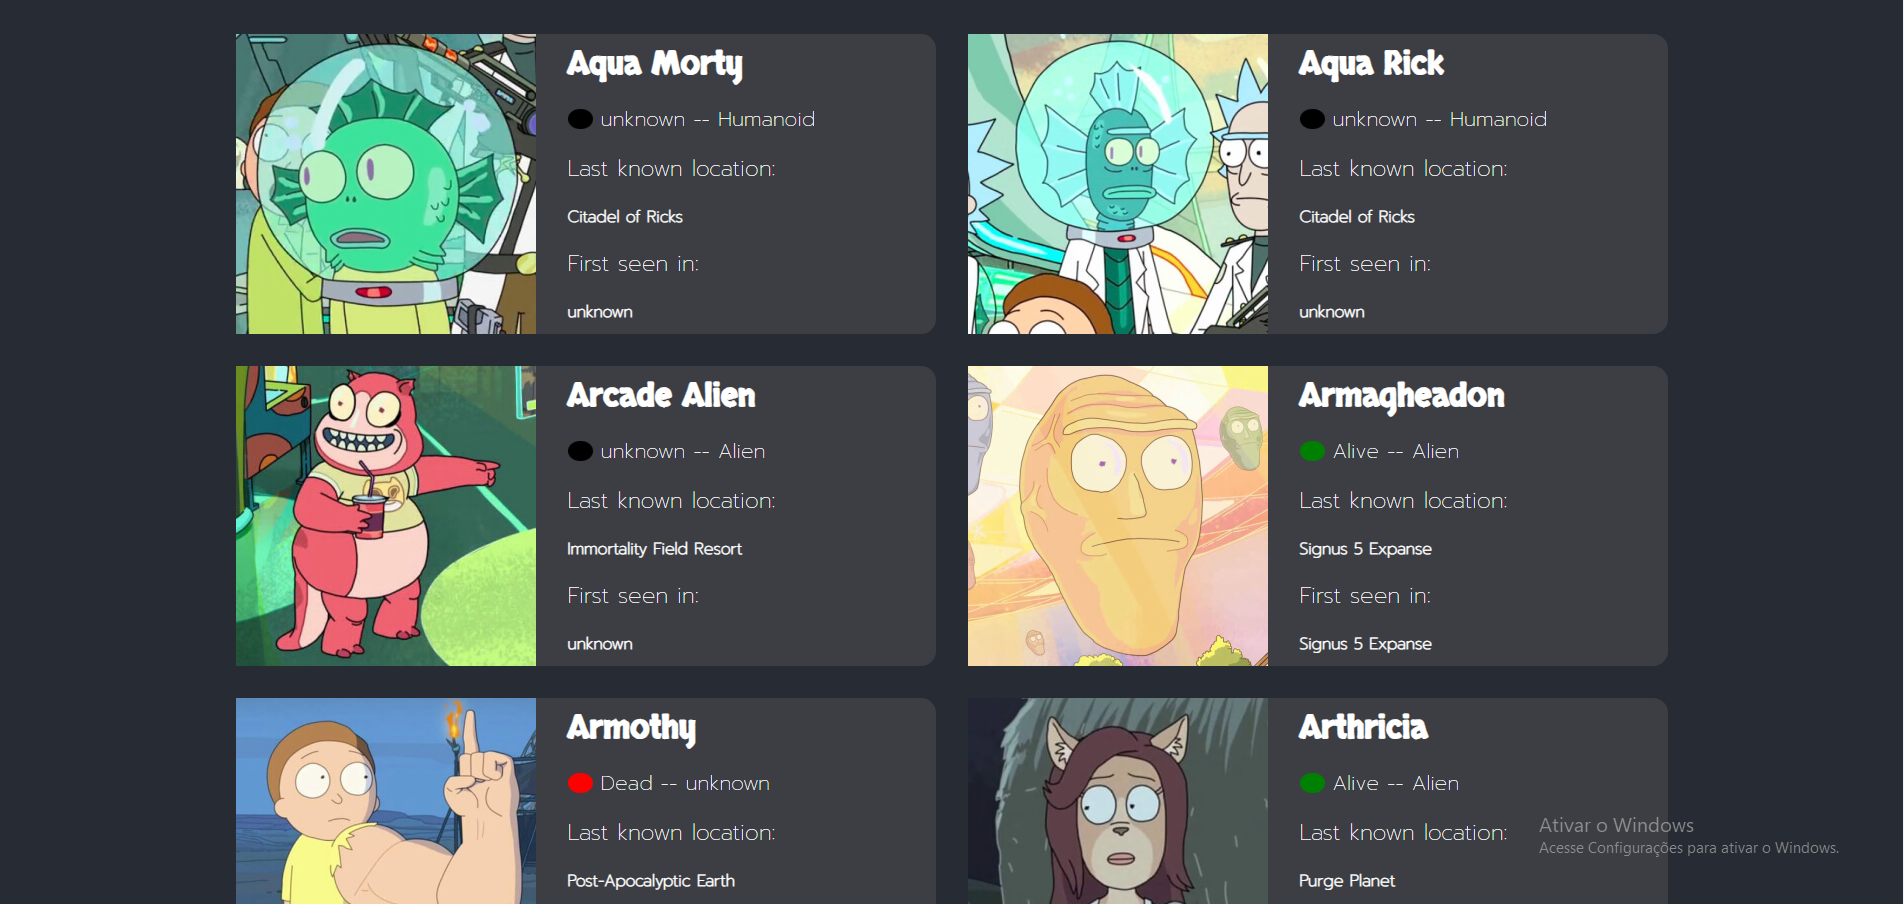 Aqua Morty
unknown -- Humanoid
Last known location:
Citadel of Ricks
First seen in:
unknown
Aqua Rick
unknown -- Humanoid
Last known location:
Citadel of Ricks
First seen in:
unknown
Arcade Alien
unknown -- Alien
Last known location:
Immortality Field Resort
First seen in:
unknown
Armagheadon
Alive -- Alien
Last known location:
Signus 5 Expanse
First seen in:
Signus 5 Expanse
Armothy
Dead -- unknown
Last known location:
Post-Apocalyptic Earth
Arthricia
Alive -- Alien
Last known location:
Purge Planet
Ativar o Windows
Acesse Configurações para ativar o Windows.